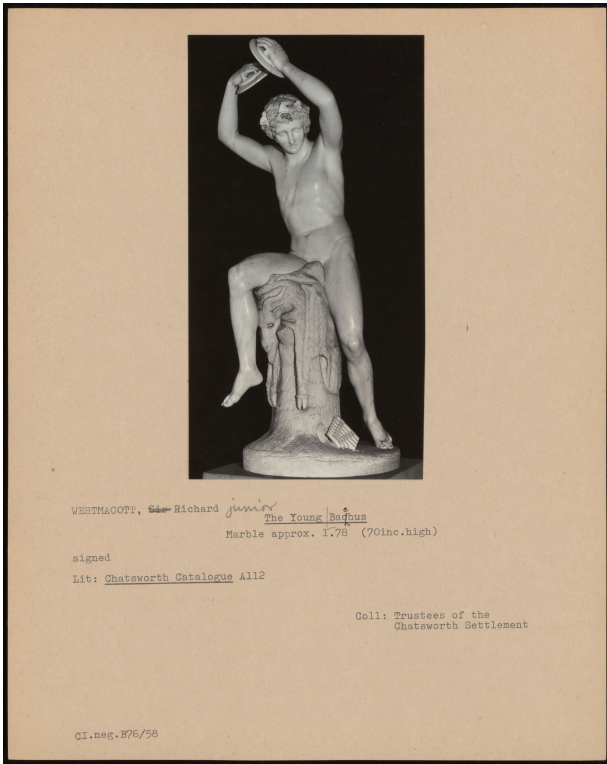 WESTMACOTT, Sir Richard junior
The Young Bachus
Marble approx. 1.78 (70inc.high)
signed
Lit: Chatsworth Catalogue A112
Coll: Trustees of the
Chatsworth Settlement
CI.neg.B76/58